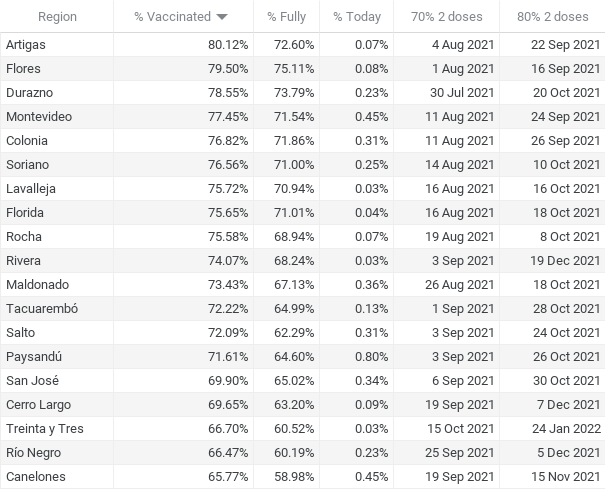 Region % Vaccinated % Fully % Today 70% 2 doses 80% 2 doses
Artigas 80.12% 72.60% 0.07% 4 Aug 2021 22 Sep 2021
Flores 79.50% 75.11% 0.08% 1 Aug 2021 16 Sep 2021
Durazno 78.55% 73.79% 0.23% 30 Jul 2021 20 Oct 2021
Montevideo 77.45% 71.54% 0.45% 11 Aug 2021 24 Sep 2021
Colonia 76.82% 71.86% 0.31% 11 Aug 2021 26 Sep 2021
Soriano 76.56% 71.00% 0.25% 14 Aug 2021 10 Oct 2021
Lavalleja 75.72% 70.94% 0.03% 16 Aug 2021 16 Oct 2021
Florida 75.65% 71.01% 0.04% 16 Aug 2021 18 Oct 2021
Rocha 75.58% 68.94% 0.07% 19 Aug 2021 8 Oct 2021
Rivera 74.07% 68.24% 0.03% 3 Sep 2021 19 Dec 2021
Maldonado 73.43% 67.13% 0.36% 26 Aug 2021 18 Oct 2021
Tacuarembó 72.22% 64.99% 0.13% 1 Sep 2021 28 Oct 2021
Salto 72.09% 62.29% 0.31% 3 Sep 2021 24 Oct 2021
Paysandú 71.61% 64.60% 0.80% 3 Sep 2021 26 Oct 2021
San José 69.90% 65.02% 0.34% 6 Sep 2021 30 Oct 2021
Cerro Largo 69.65% 63.20% 0.09% 19 Sep 2021 7 Dec 2021
Treinta y Tres 66.70% 60.52% 0.03% 15 Oct 2021 24 Jan 2022
Río Negro 66.47% 60.19% 0.23% 25 Sep 2021 5 Dec 2021
Canelones 65.77% 58.98% 0.45% 19 Sep 2021 15 Nov 2021